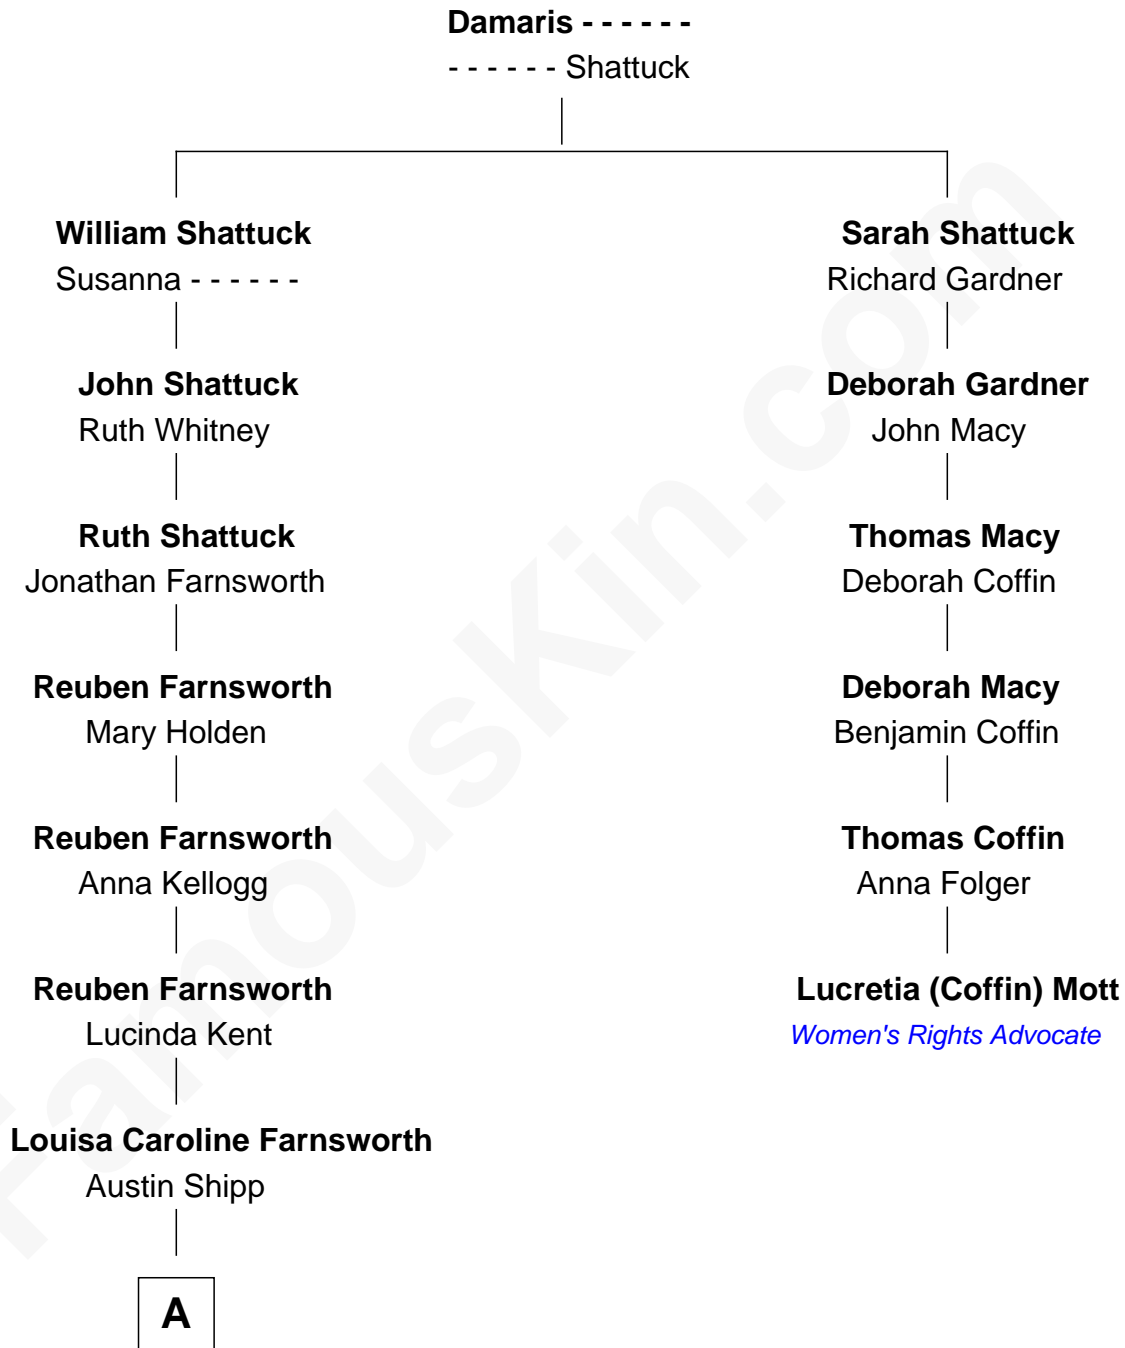 Damaris - - - - - -
- - - - - - Shattuck
William Shattuck
Susanna - - - - - -
Sarah Shattuck
Richard Gardner
John Shattuck
Ruth Whitney
Deborah Gardner
John Macy
Ruth Shattuck
Jonathan Farnsworth
Thomas Macy
Deborah Coffin
Reuben Farnsworth
Mary Holden
Deborah Macy
Benjamin Coffin
Reuben Farnsworth
Anna Kellogg
Thomas Coffin
Anna Folger
Reuben Farnsworth
Lucinda Kent
Lucretia (Coffin) Mott
Women's Rights Advocate
Louisa Caroline Farnsworth
Austin Shipp
A
FamousKin.com